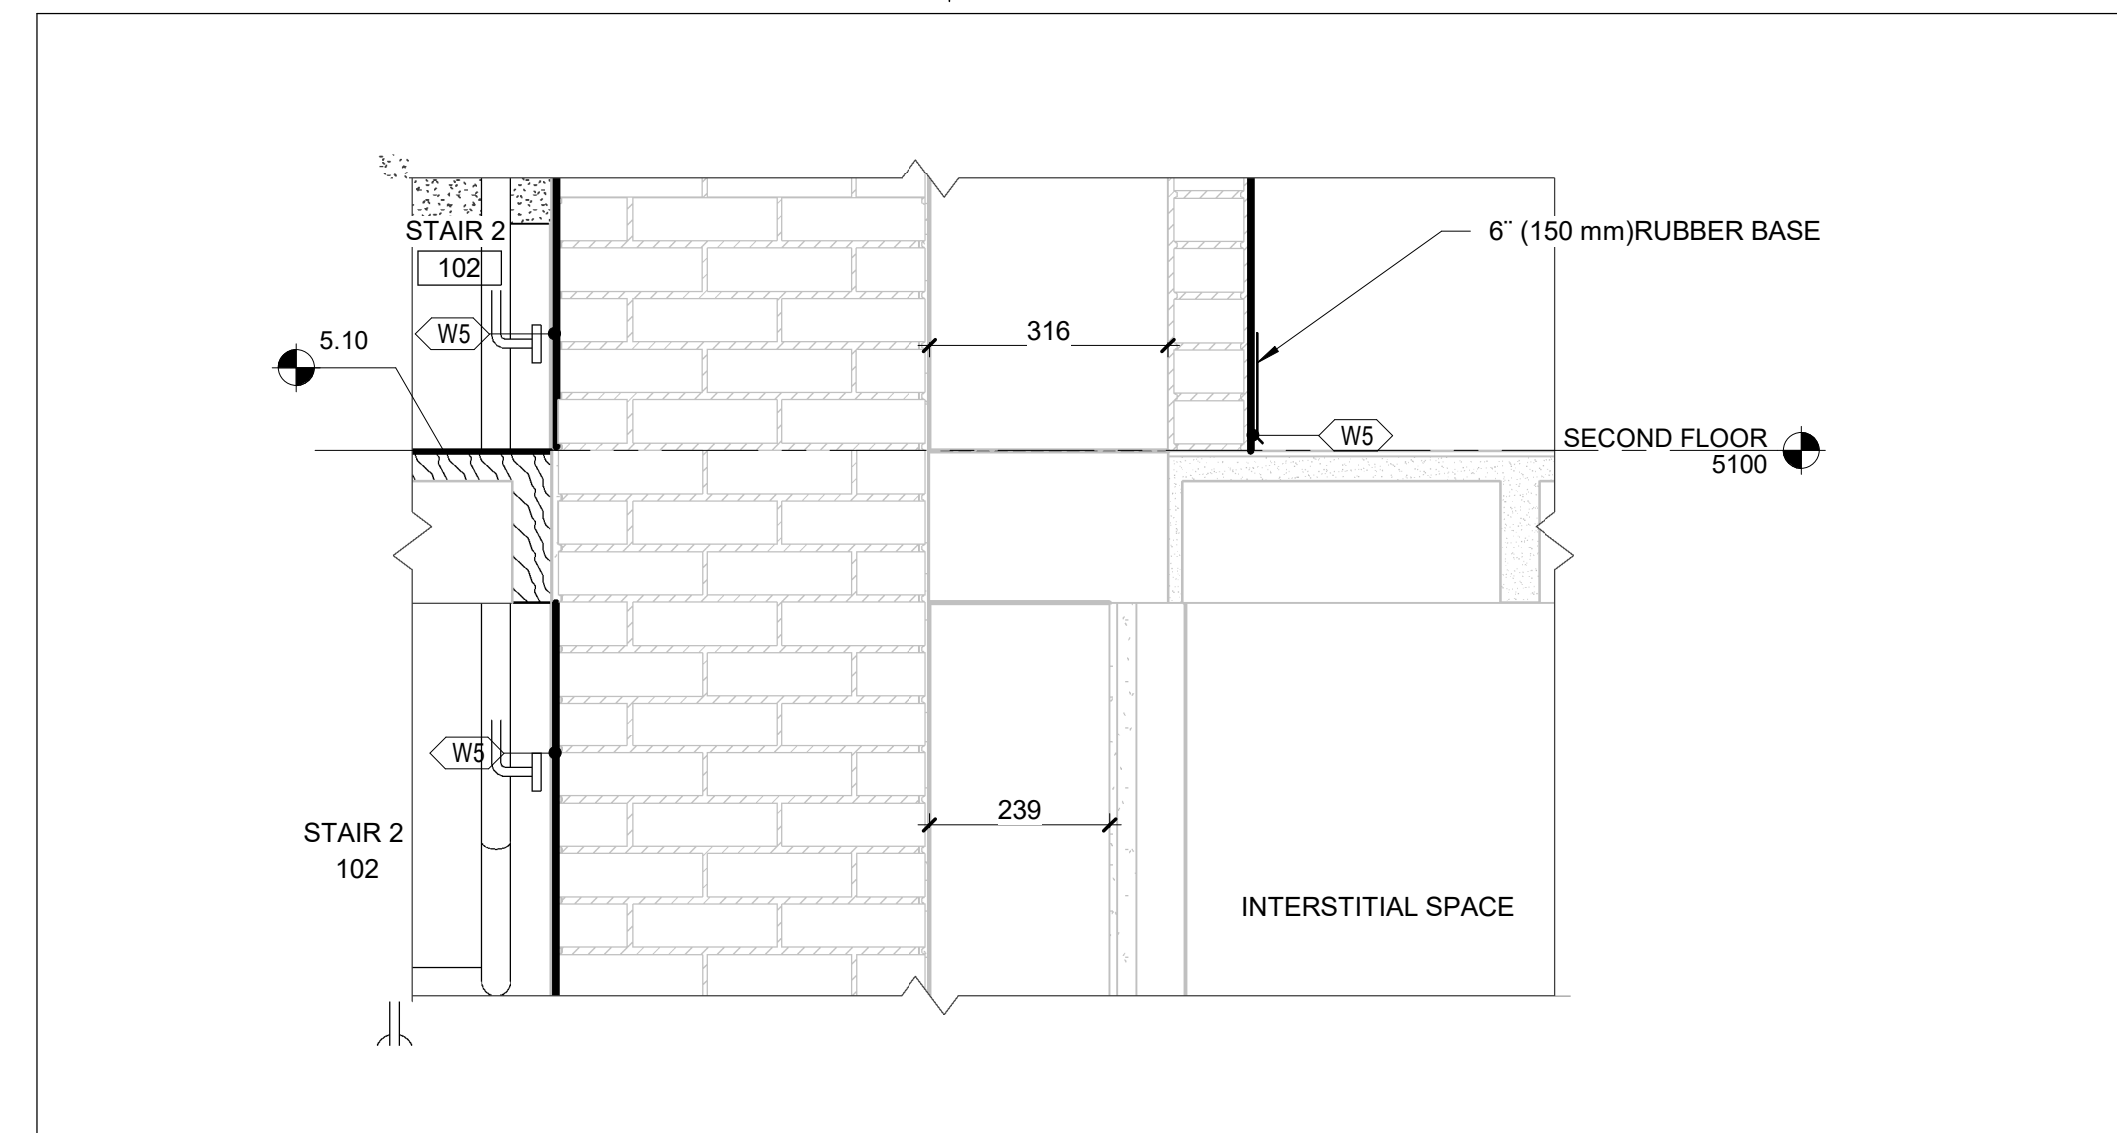 STAIR 2
102
6¨ (150 mm)RUBBER BASE
W5
5.10
316
W5
SECOND FLOOR
5100
W5
239
STAIR 2
102
INTERSTITIAL SPACE